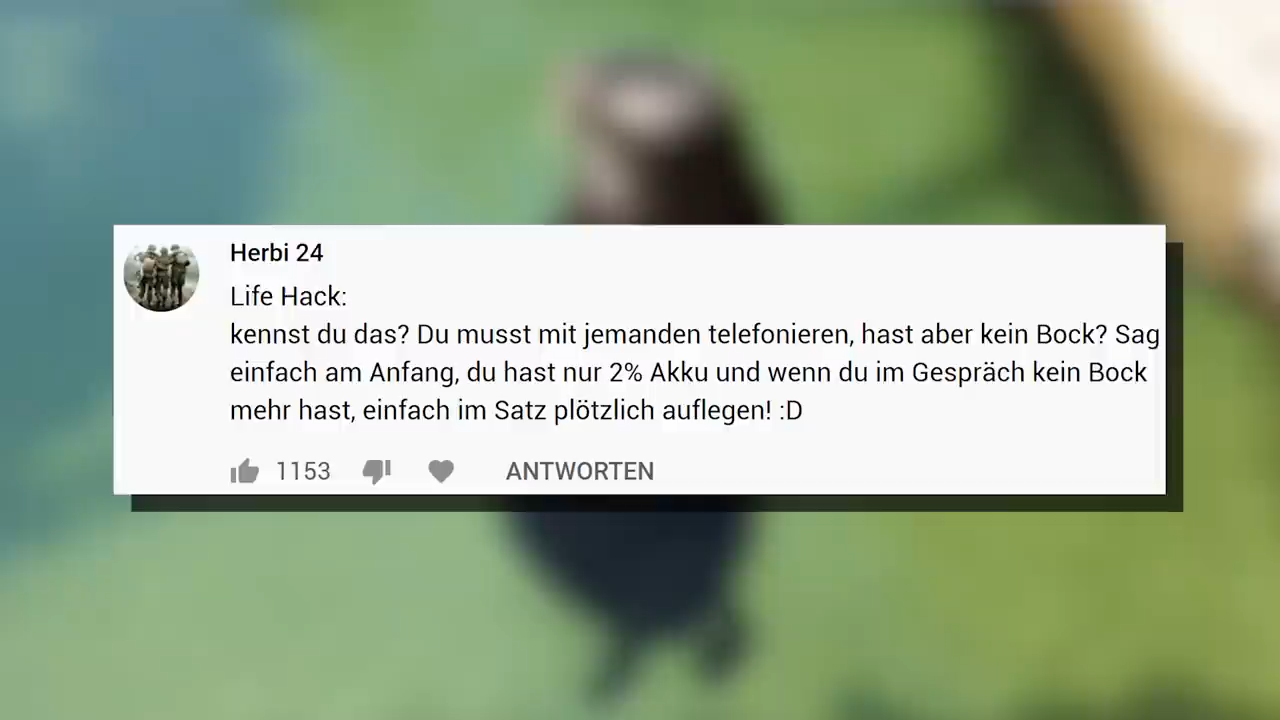 Herbi 24
Life Hack:
kennst du das? Du musst mit jemanden telefonieren, hast aber kein Bock? Sag
einfach am Anfang, du hast nur 2% Akku und wenn du im Gespräch kein Bock
mehr hast, einfach im Satz plötzlich auflegen! :D
1153 ANTWORTEN